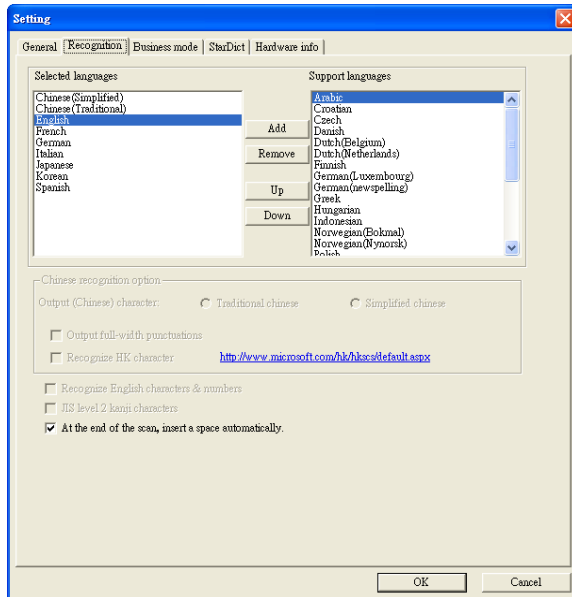 Setting
General Recognition Business mode StarDict Hardware info
Selected languages
Chinese(Simplified)
Chinese(Traditional)
English
French
German
Italian
Japanese
Korean
Spanish
Add
Remove
Up
Down
Support languages
Arabic
Croatian
Czech
Danish
Dutch(Belgium)
Dutch(Netherlands)
Finnish
German(Luxembourg)
German(newspelling)
Greek
Hungarian
Indonesian
Norwegian(Bokmal)
Norwegian(Nynorsk)
Polish
Chinese recognition option
Output (Chinese) character: Traditional chinese Simplified chinese
Output full-width punctuations
Recognize HK character http://www.microsoft.com/hk/hkscs/default.aspx
Recognize English characters & numbers
JIS level 2 kanji characters
At the end of the scan, insert a space automatically.
OK Cancel